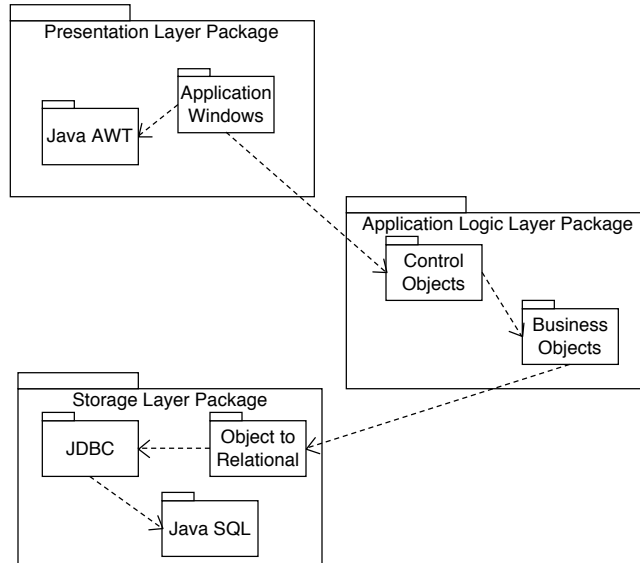 Presentation Layer Package
Application
Windows
Java AWT
Application Logic Layer Package
Control
Objects
Business
Objects
Storage Layer Package
JDBC
Object to
Relational
Java SQL